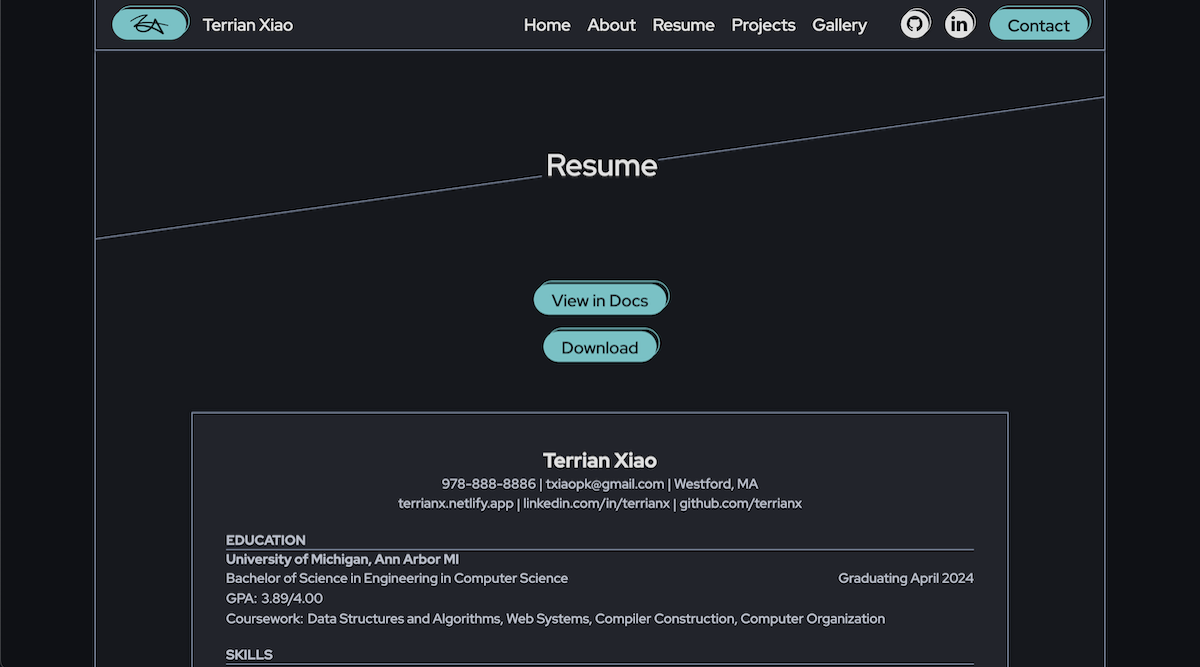 Terrian Xiao Home About Resume Projects Gallery in Contact
Resume
View in Docs
Download
Terrian Xiao
978-888-8886 | txiaopk@gmail.com | Westford, MA
terrianx.netlify.app | linkedin.com/in/terrianx | github.com/terrianx
EDUCATION
University of Michigan, Ann Arbor MI
Bachelor of Science in Engineering in Computer Science Graduating April 2024
GPA: 3.89/4.00
Coursework: Data Structures and Algorithms, Web Systems, Compiler Construction, Computer Organization
SKILLS